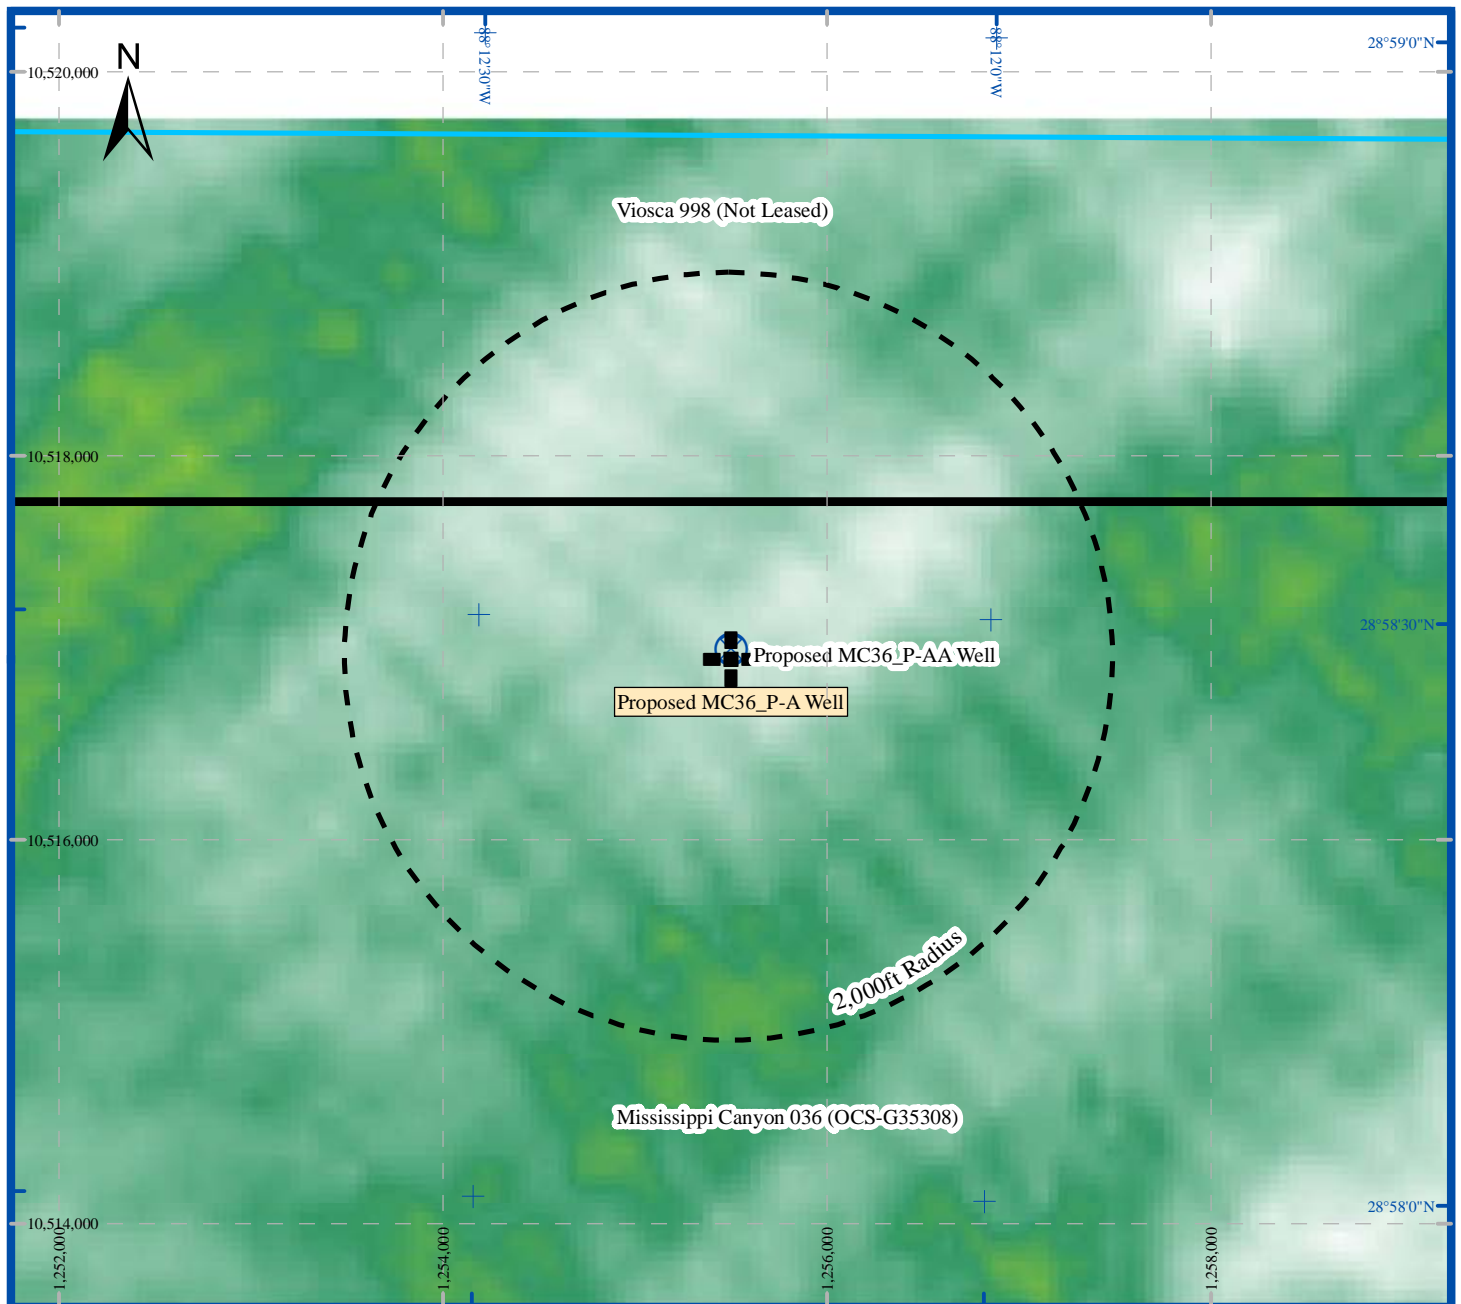 88°12'30"W
88°12'0"W
28°59'0"N
N
10,520,000
Viosca 998 (Not Leased)
10,518,000
28°58'30"N
Proposed MC36_P-AA Well
Proposed MC36_P-A Well
10,516,000
2,000ft Radius
Mississippi Canyon 036 (OCS-G35308)
28°58'0"N
10,514,000
1,252,000
1,254,000
1,256,000
1,258,000